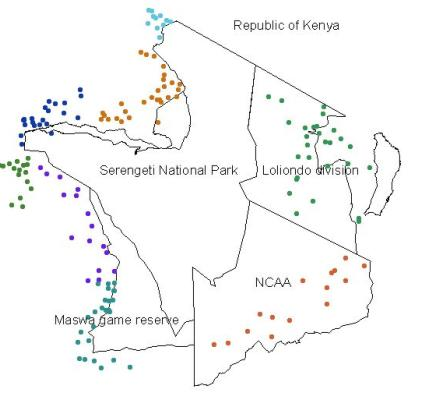 Republic of Kenya
Serengeti National Park
Loliondo division
NCAA
Maswa game reserve